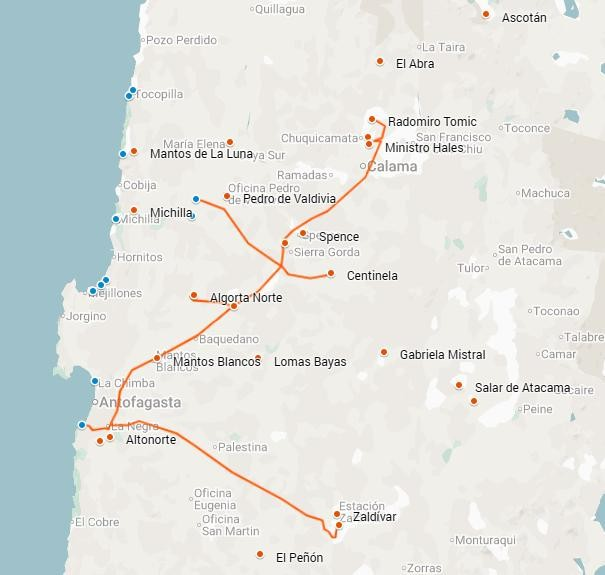 Quillagua
Ascotán
Pozo Perdido
La Taira
El Abra
Tocopilla
Radomiro Tomic
Toconce
María Elena
Chuquicamata
San Francisco
Ministro Hales
Mantos de La Luna
Calama
Ramadas
Cobija
Oficina Pedro
Pedro de Valdivia
Machuca
Michilla
Michilla
Spence
Sierra Gorda
San Pedro
de Atacama
Hornitos
Tulor
Centinela
Mejillones
Algorta Norte
Toconao
Jorgino
Baquedano
Mantos
Blancos
Mantos Blancos
Lomas Bayas
Gabriela Mistral
Camar
La Chimba
Salar de Atacama
Antofagasta
Peine
La Negra
Altonorte
Palestina
Oficina
Eugenia
Estación
Zaldívar
El Cobre
Oficina
San Martin
Monturaqui
El Peñón
Zorras